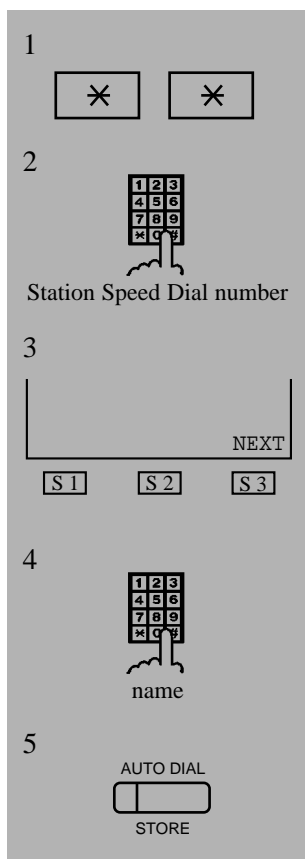 1
* *
2
1 2 3
4 5 6
7 8 9
* 0 #
Station Speed Dial number
3
NEXT
S 1 S 2 S 3
4
1 2 3
4 5 6
7 8 9
* 0 #
name
5
AUTO DIAL
STORE